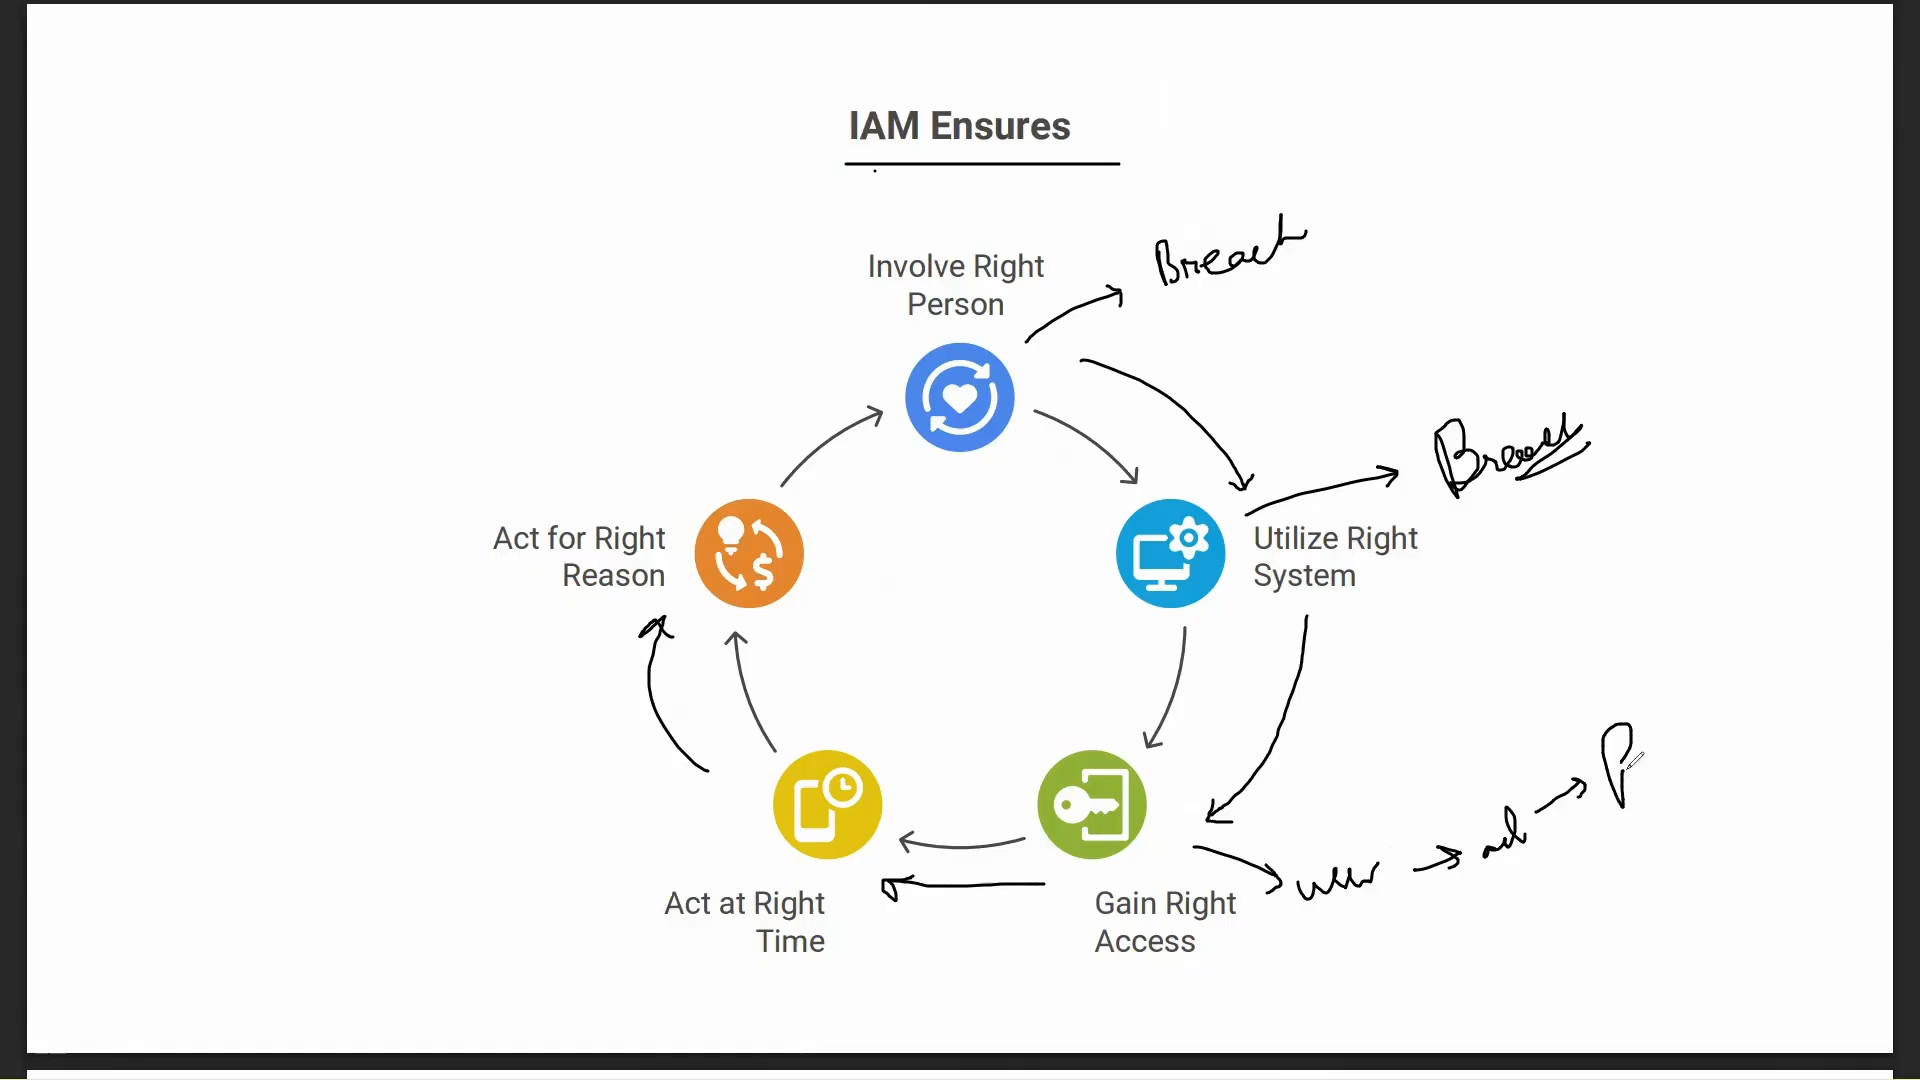 IAM Ensures
Involve Right
Person
Breach
Breach
Utilize Right
System
Act for Right
Reason
Gain Right
Access
Act at Right
Time
user